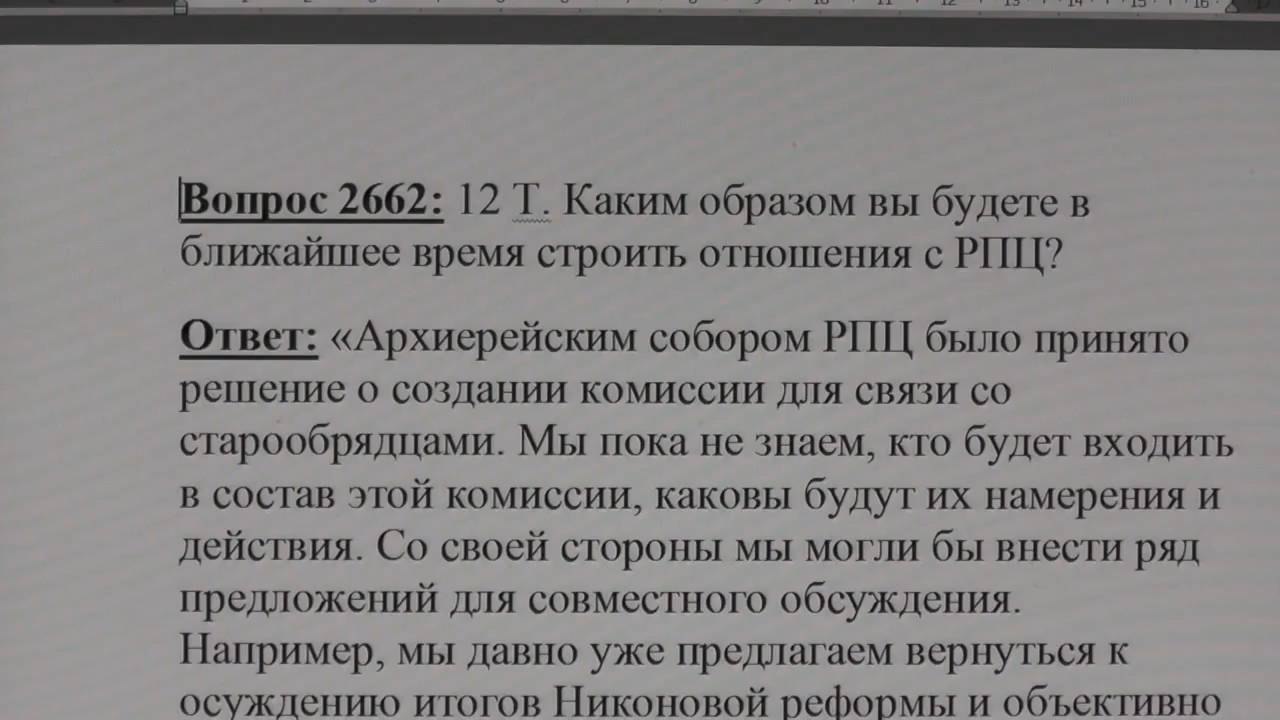 Вопрос 2662: 12 Т. Каким образом вы будете в
ближайшее время строить отношения с РПЦ?
Ответ: «Архиерейским собором РПЦ было принято
решение о создании комиссии для связи со
старообрядцами. Мы пока не знаем, кто будет входить
в состав этой комиссии, каковы будут их намерения и
действия. Со своей стороны мы могли бы внести ряд
предложений для совместного обсуждения.
Например, мы давно уже предлагаем вернуться к
осуждению итогов Никоновой реформы и объективно